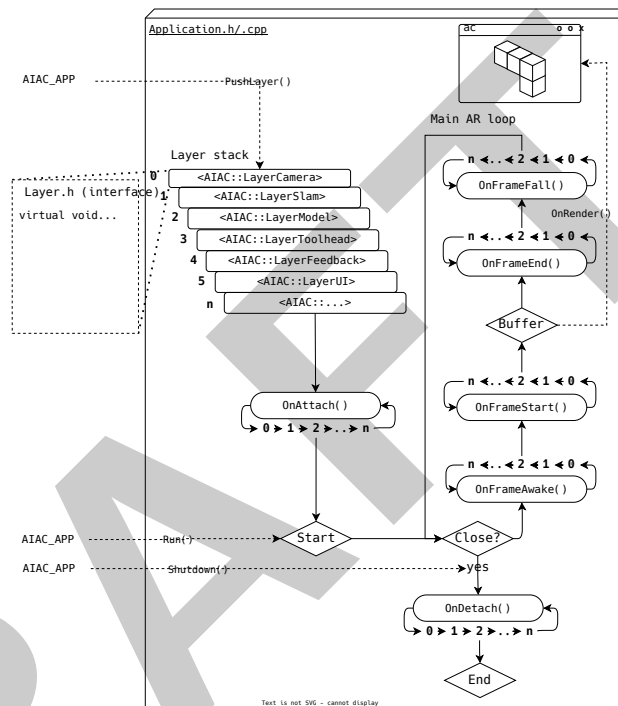 Application.h/.cpp
ac
o o x
AIAC_APP
PushLayer()
Main AR loop
Layer stack
n ..2 1 0
OnFrameFall()
0 <AIAC::LayerCamera>
Layer.h (interface)
1 <AIAC::LayerSlam>
virtual void...
2 <AIAC::LayerModel>
OnRender()
3 <AIAC::LayerToolhead>
n ..2 1 0
OnFrameEnd()
4 <AIAC::LayerFeedback>
5 <AIAC::LayerUI>
n <AIAC::...>
Buffer
n ..2 1 0
OnFrameStart()
OnAttach()
0 1 2 .. n
n ..2 1 0
OnFrameAwake()
AIAC_APP
Run()
Start
Close?
AIAC_APP
Shutdown()
yes
OnDetach()
0 1 2 .. n
End
Text is not SVG - cannot display
DRAFT